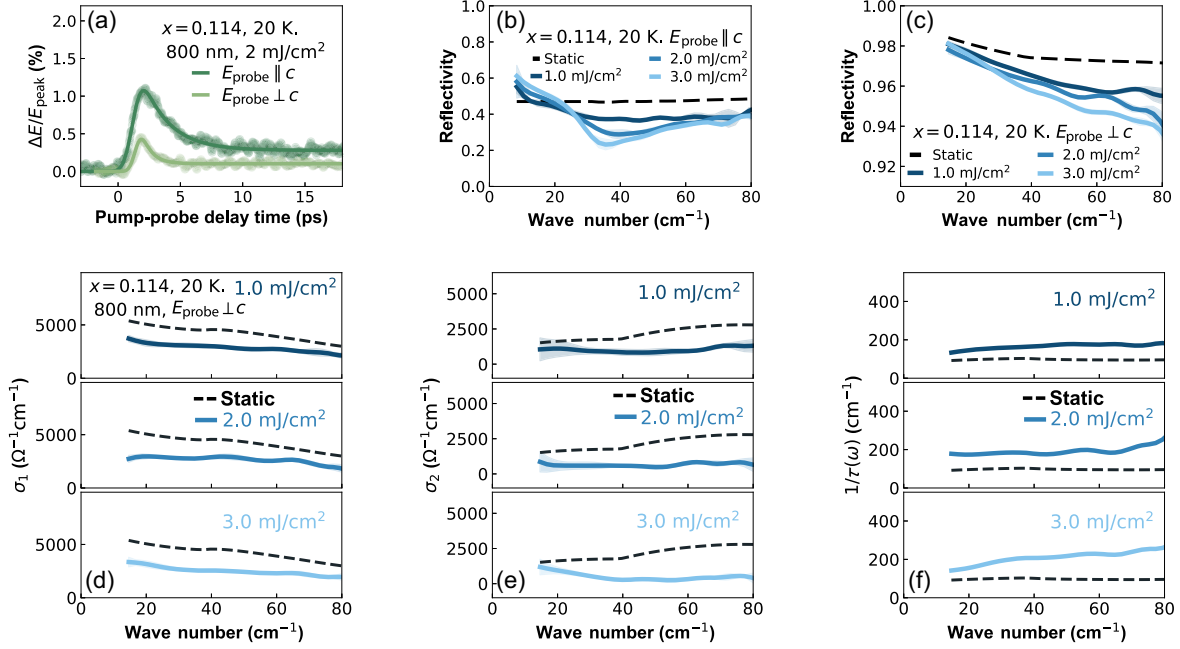 (a)
x = 0.114, 20 K.
800 nm, 2 mJ/cm²
E_probe ∥ c
E_probe ⊥ c
ΔE/E_peak (%)
2.0
1.5
1.0
0.5
0.0
0 5 10 15
Pump-probe delay time (ps)
(b)
x = 0.114, 20 K. E_probe ∥ c
Static
1.0 mJ/cm²
2.0 mJ/cm²
3.0 mJ/cm²
Reflectivity
1.0
0.8
0.6
0.4
0.2
0.0
0 20 40 60 80
Wave number (cm⁻¹)
(c)
Reflectivity
0.98
0.96
0.94
0.92
x = 0.114, 20 K. E_probe ⊥ c
Static
1.0 mJ/cm²
2.0 mJ/cm²
3.0 mJ/cm²
0 20 40 60 80
Wave number (cm⁻¹)
x = 0.114, 20 K.
800 nm, E_probe ⊥ c
1.0 mJ/cm²
5000
0
Static
2.0 mJ/cm²
5000
0
3.0 mJ/cm²
5000
0
σ₁ (Ω⁻¹cm⁻¹)
(d)
0 20 40 60 80
Wave number (cm⁻¹)
1.0 mJ/cm²
5000
2500
0
Static
2.0 mJ/cm²
5000
2500
0
3.0 mJ/cm²
5000
2500
0
σ₂ (Ω⁻¹cm⁻¹)
(e)
0 20 40 60 80
Wave number (cm⁻¹)
1.0 mJ/cm²
400
200
0
Static
2.0 mJ/cm²
400
200
0
3.0 mJ/cm²
400
200
0
1/τ(ω) (cm⁻¹)
(f)
0 20 40 60 80
Wave number (cm⁻¹)